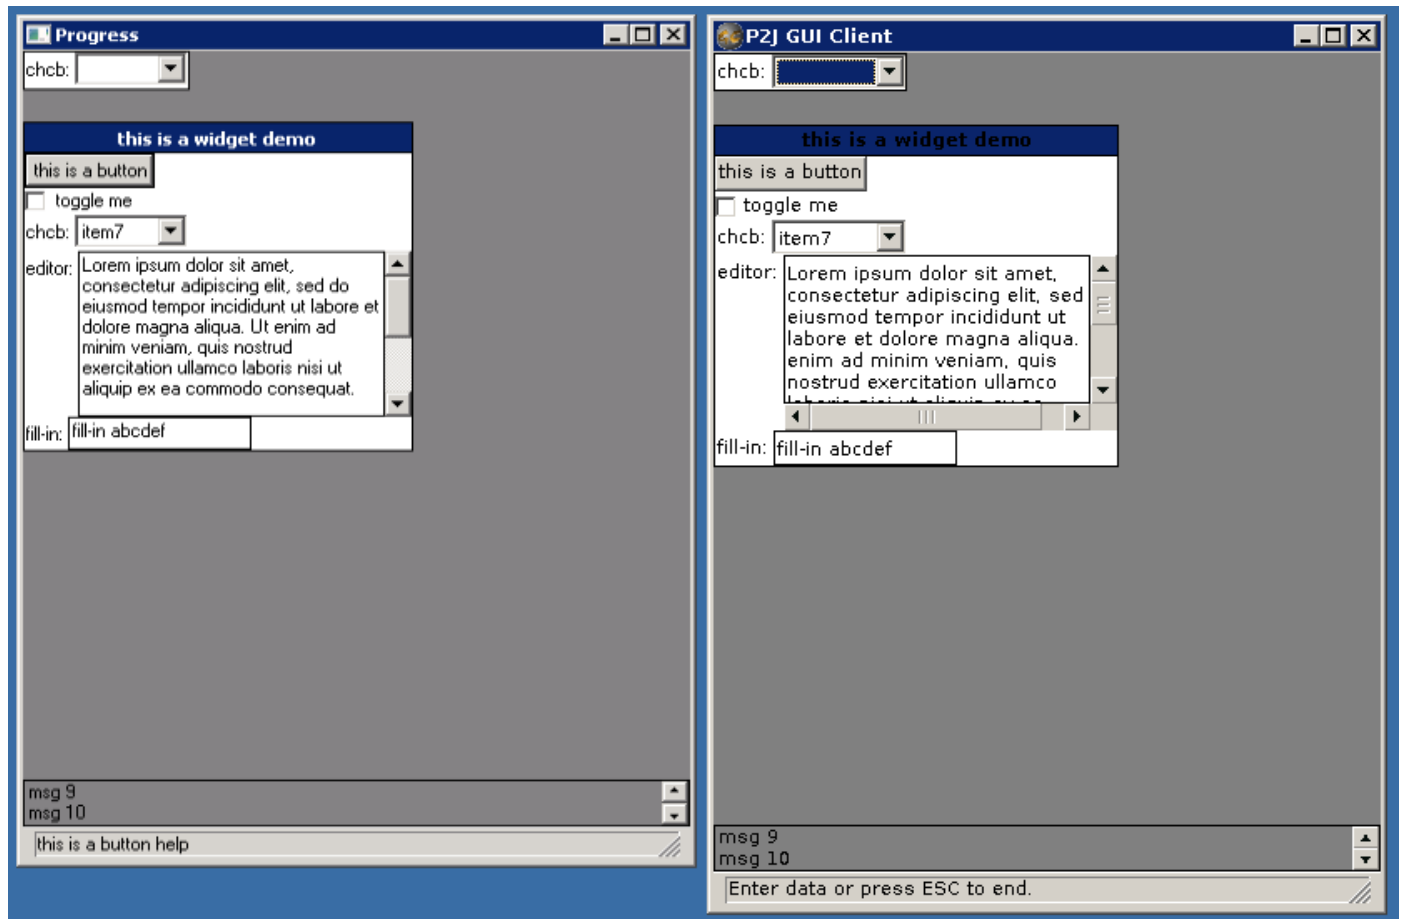 Progress
chcb:
this is a widget demo
this is a button
toggle me
chcb: item7
editor: Lorem ipsum dolor sit amet,
consectetur adipiscing elit, sed do
eiusmod tempor incididunt ut labore et
dolore magna aliqua. Ut enim ad
minim veniam, quis nostrud
exercitation ullamco laboris nisi ut
aliquip ex ea commodo consequat.
fill-in: fill-in abcdef
msg 9
msg 10
this is a button help
P2J GUI Client
chcb:
this is a widget demo
this is a button
toggle me
chcb: item7
editor: Lorem ipsum dolor sit amet,
consectetur adipiscing elit, sed
eiusmod tempor incididunt ut
labore et dolore magna aliqua.
enim ad minim veniam, quis
nostrud exercitation ullamco
laboris nisi ut aliquip ex ea
fill-in: fill-in abcdef
msg 9
msg 10
Enter data or press ESC to end.